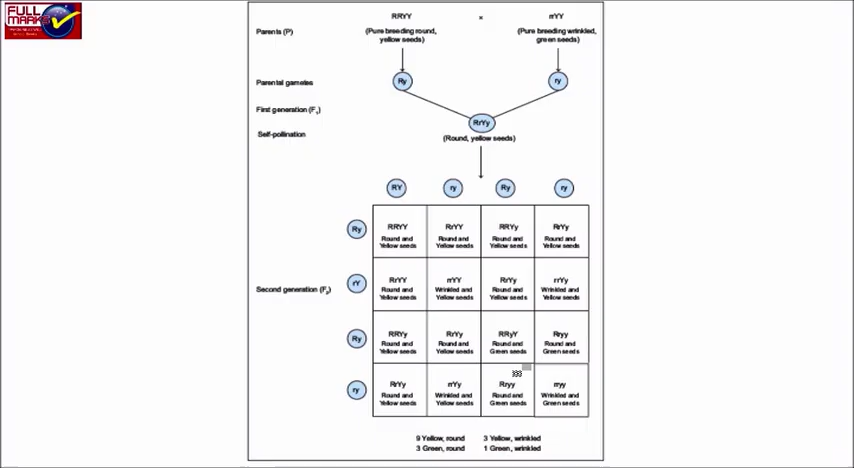 FULL
MARKS
RRYY × rrYY
Parents (P) (Pure breeding round,
yellow seeds) (Pure breeding wrinkled,
green seeds)
Parental gametes Ry ry
First generation (F1)
RrYy
Self-pollination
(Round, yellow seeds)
RY ry Ry ry
Ry RRYY RrYY RRYy RrYy
Round and Round and Round and Round and
Yellow seeds Yellow seeds Yellow seeds Yellow seeds
rY RrYY rrYY RrYy rrYy
Second generation (F2) Round and Wrinkled and Round and Wrinkled and
Yellow seeds Yellow seeds Yellow seeds Yellow seeds
Ry RRYy RrYy RRyY Rryy
Round and Round and Round and Round and
Yellow seeds Yellow seeds Green seeds Green seeds
ry RrYy rrYy Rryy rryy
Round and Wrinkled and Round and Wrinkled and
Yellow seeds Yellow seeds Green seeds Green seeds
9 Yellow, round 3 Yellow, wrinkled
3 Green, round 1 Green, wrinkled